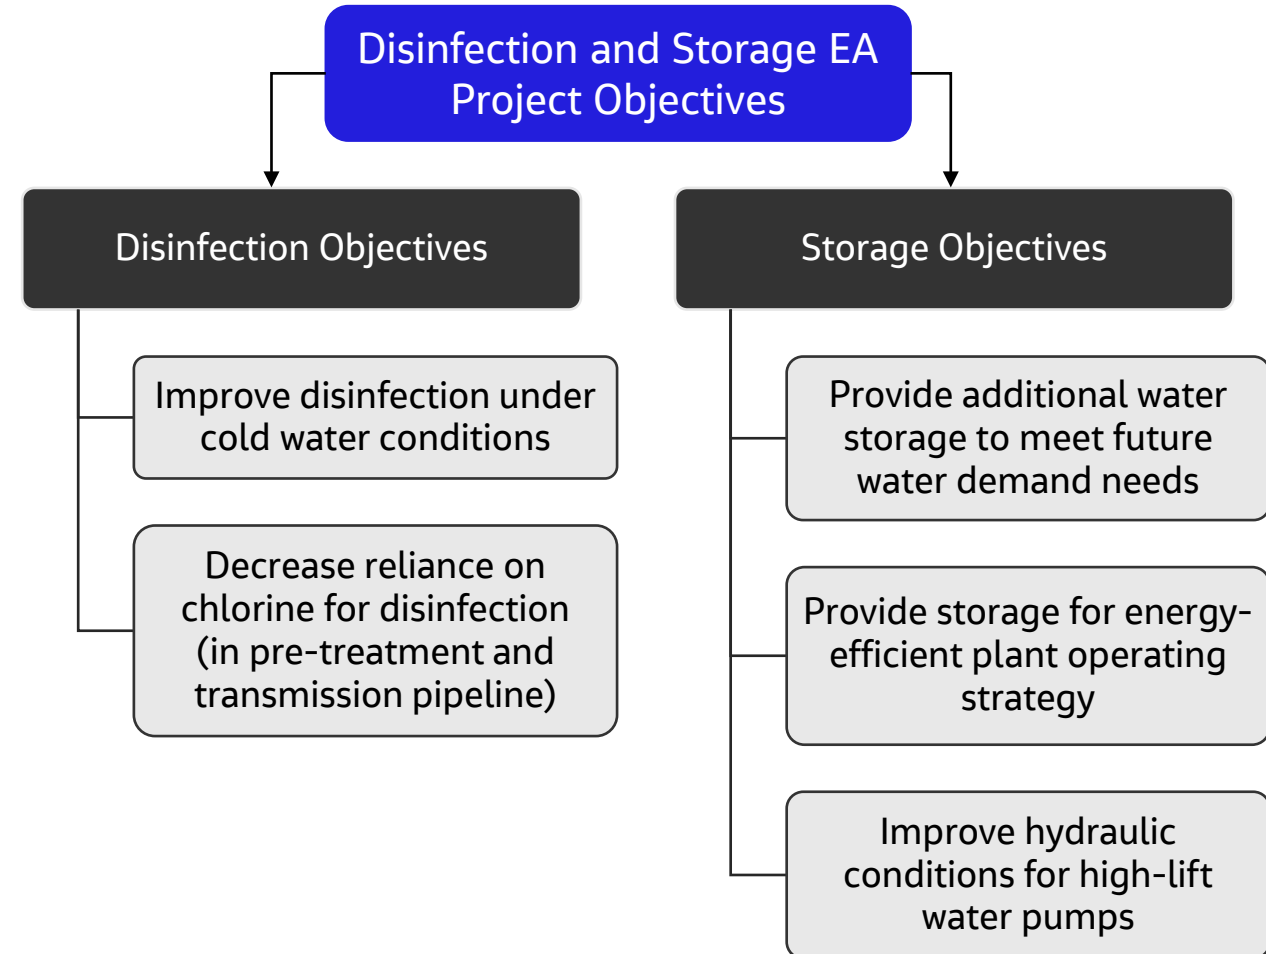 Disinfection and Storage EA
Project Objectives
Disinfection Objectives
Improve disinfection under
cold water conditions
Decrease reliance on
chlorine for disinfection
(in pre-treatment and
transmission pipeline)
Storage Objectives
Provide additional water
storage to meet future
water demand needs
Provide storage for energy-
efficient plant operating
strategy
Improve hydraulic
conditions for high-lift
water pumps